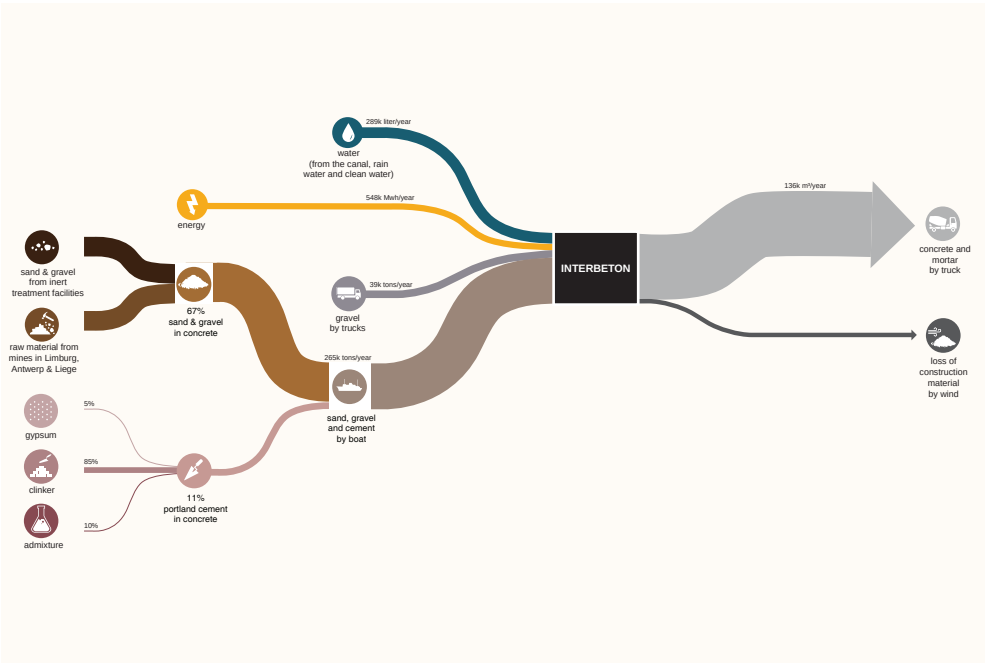 289k liter/year
water
(from the canal, rain
water and clean water)
548k Mwh/year
energy
136k m³/year
concrete and
mortar
by truck
INTERBETON
sand & gravel
from inert
treatment facilities
39k tons/year
gravel
by trucks
67%
sand & gravel
in concrete
raw material from
mines in Limburg,
Antwerp & Liege
265k tons/year
sand, gravel
and cement
by boat
loss of
construction
material
by wind
5%
gypsum
85%
clinker
11%
portland cement
in concrete
10%
admixture